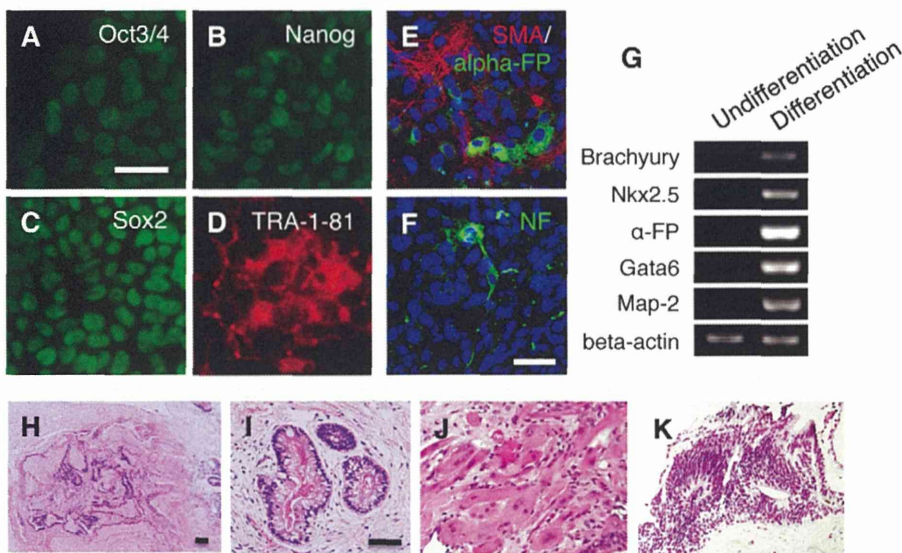 A Oct3/4
B Nanog
E SMA/
alpha-FP
C Sox2
D TRA-1-81
F NF
G
Undifferentiation
Differentiation
Brachyury
Nkx2.5
α-FP
Gata6
Map-2
beta-actin
H
I
J
K